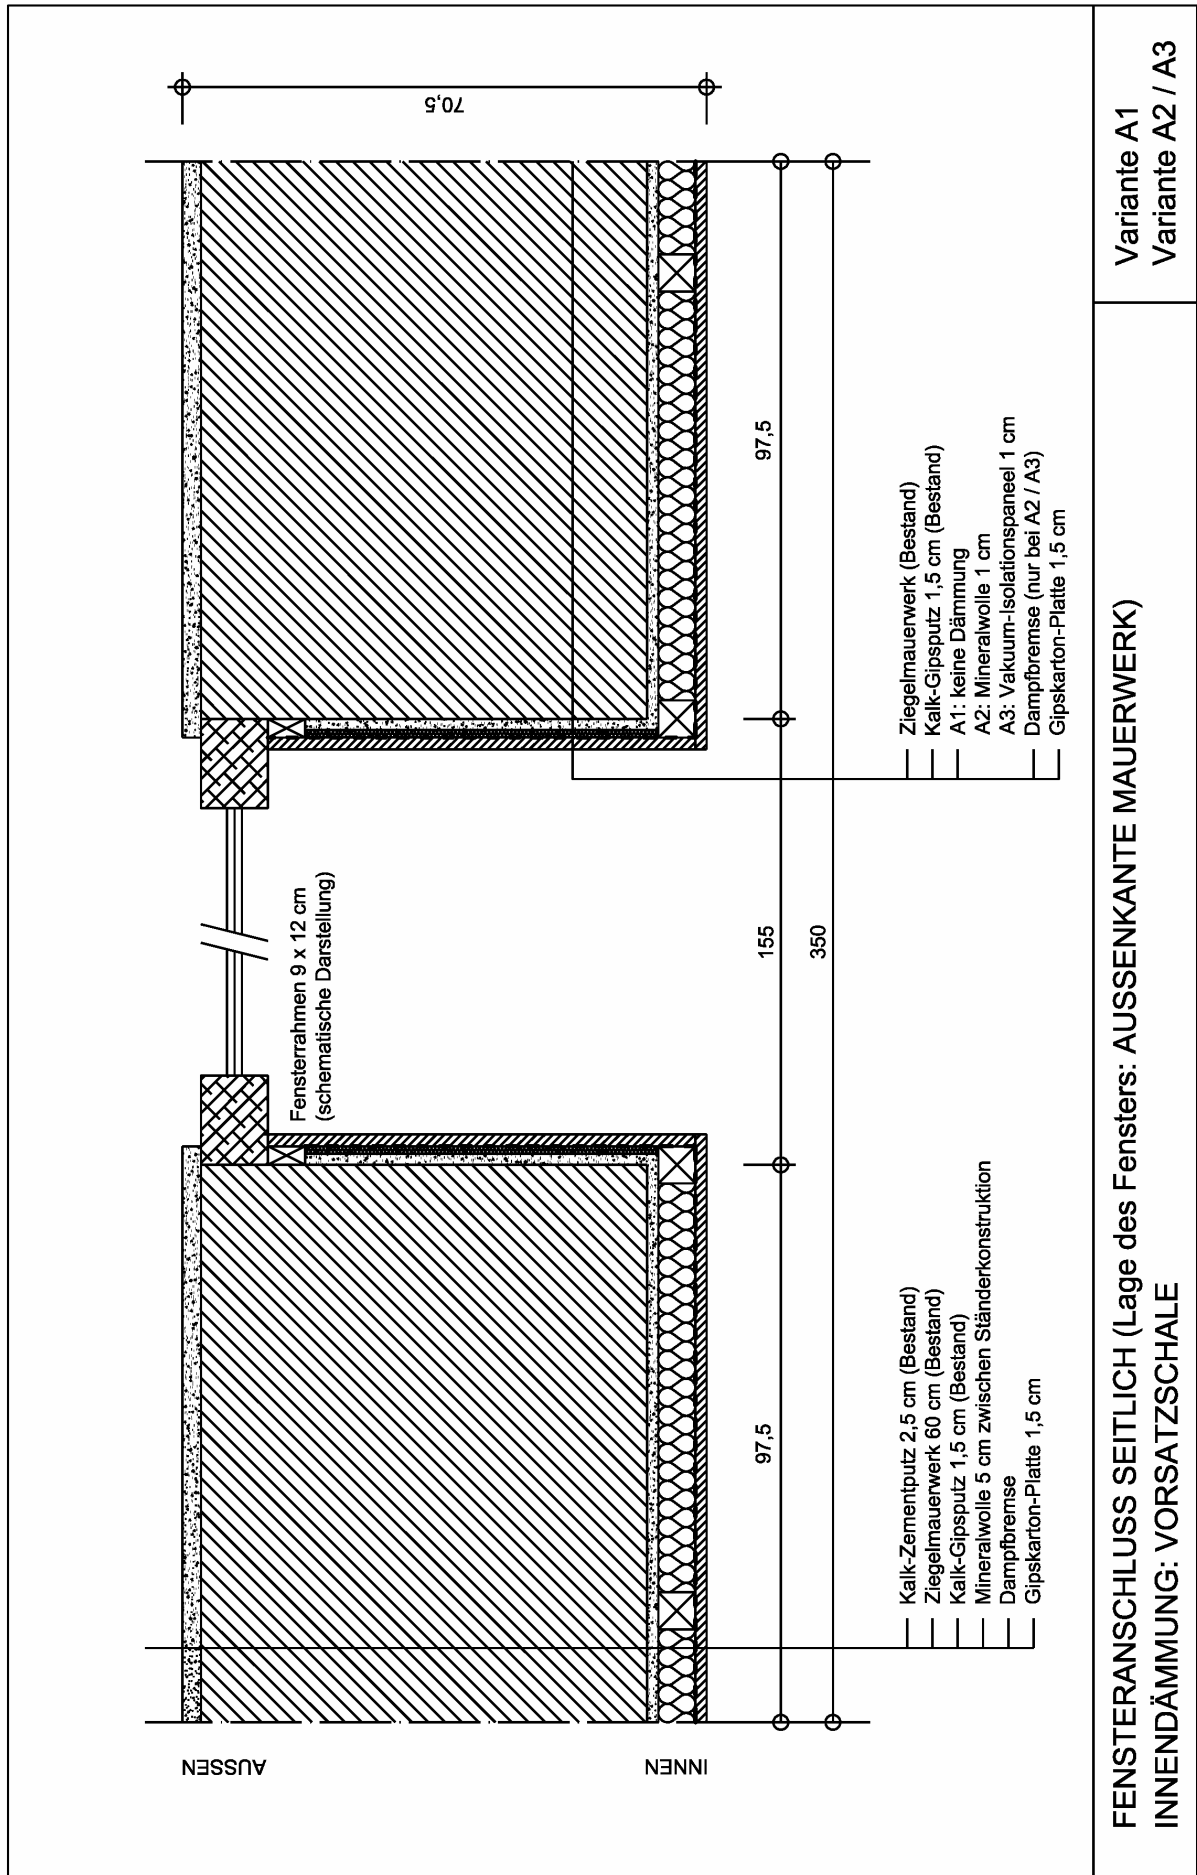 AUSSEN
INNEN
70,5
Fensterrahmen 9 x 12 cm
(schematische Darstellung)
97,5
155
97,5
350
Kalk-Zementputz 2,5 cm (Bestand)
Ziegelmauerwerk 60 cm (Bestand)
Kalk-Gipsputz 1,5 cm (Bestand)
Mineralwolle 5 cm zwischen Ständerkonstruktion
Dampfbremse
Gipskarton-Platte 1,5 cm
Ziegelmauerwerk (Bestand)
Kalk-Gipsputz 1,5 cm (Bestand)
A1: keine Dämmung
A2: Mineralwolle 1 cm
A3: Vakuum-Isolationspaneel 1 cm
Dampfbremse (nur bei A2 / A3)
Gipskarton-Platte 1,5 cm
FENSTERANSCHLUSS SEITLICH (Lage des Fensters: AUSSENKANTE MAUERWERK)
INNENDÄMMUNG: VORSATZSCHALE
Variante A1
Variante A2 / A3